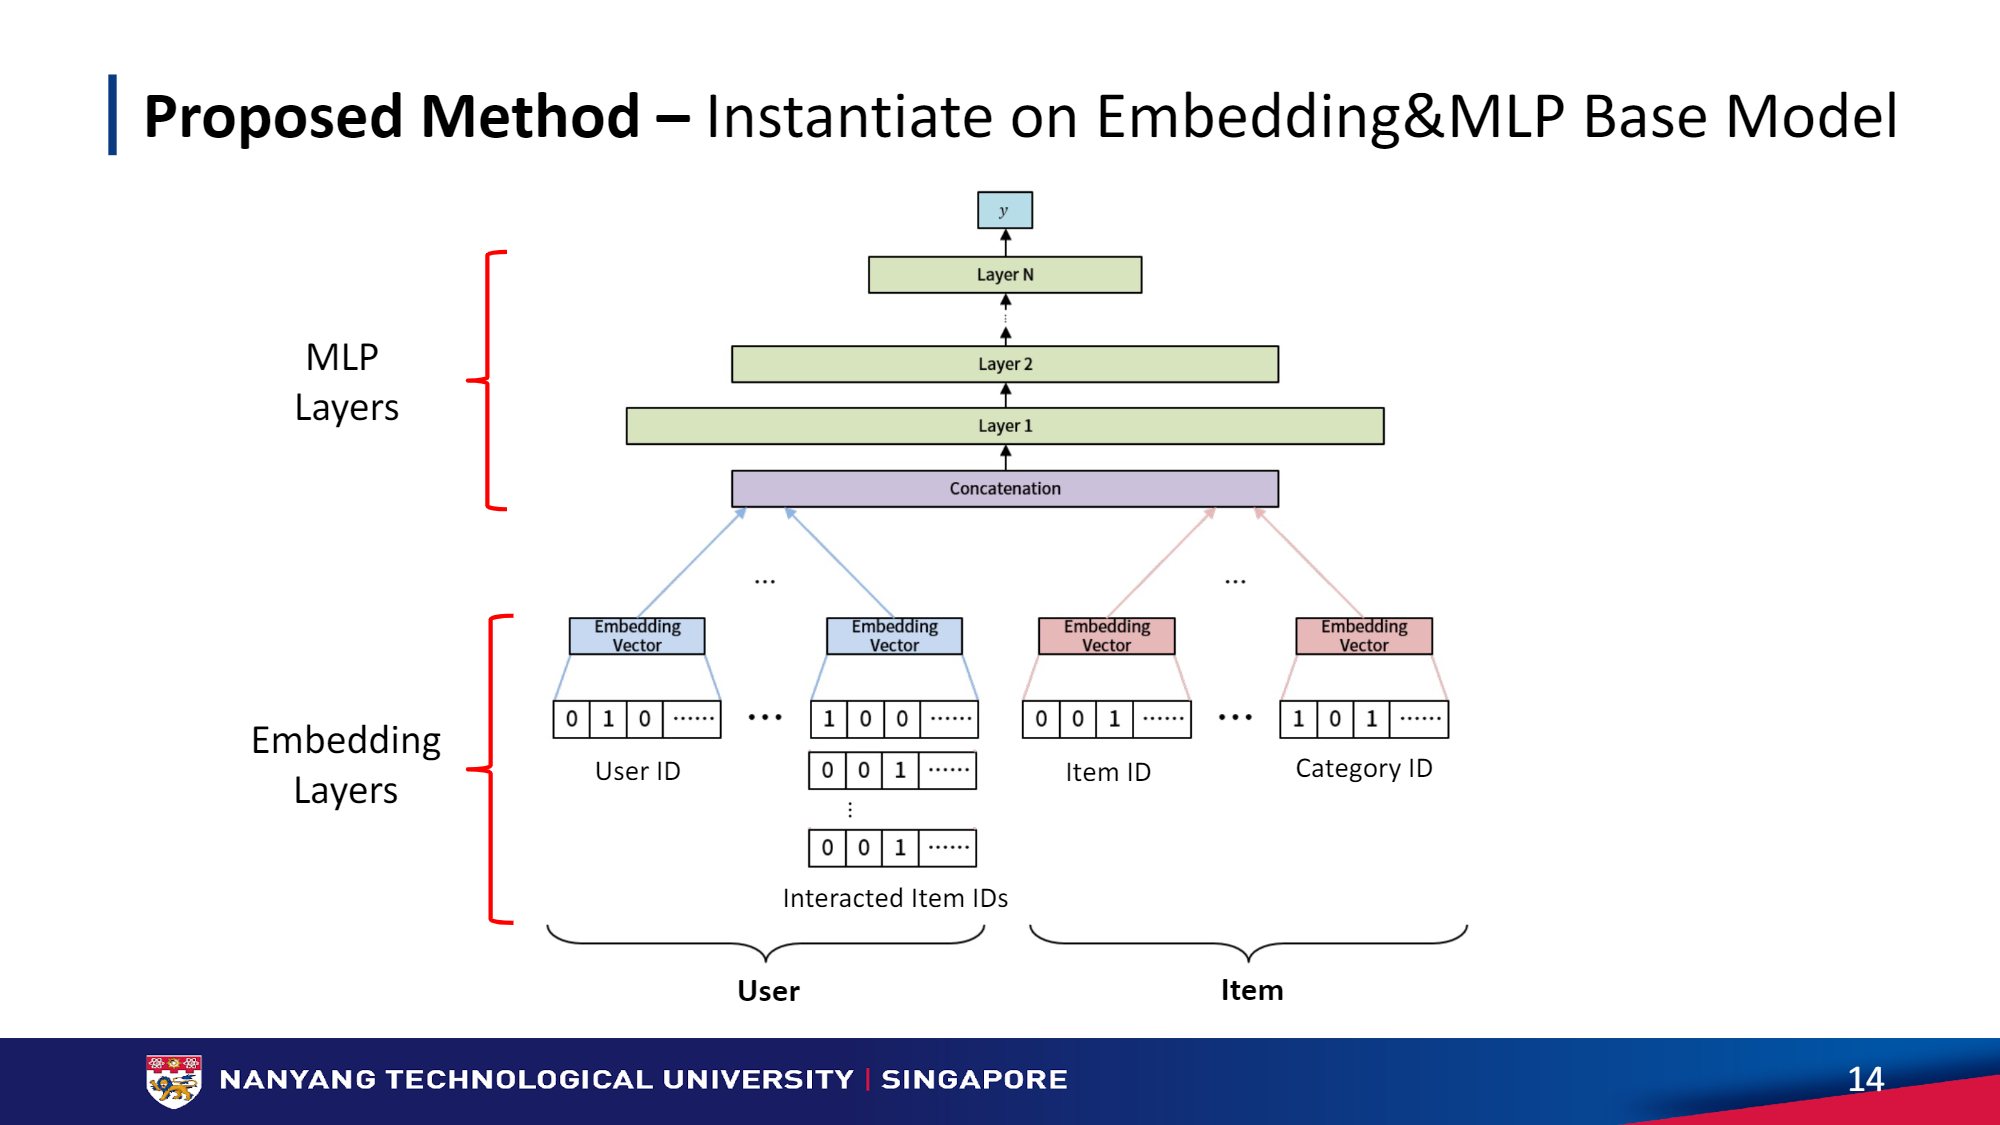 Proposed Method – Instantiate on Embedding&MLP Base Model
y
Layer N
⋮
Layer 2
Layer 1
Concatenation
MLP
Layers
... ...
Embedding Vector
Embedding Vector
Embedding Vector
Embedding Vector
0 1 0 ......
...
1 0 0 ......
0 0 1 ......
...
1 0 1 ......
User ID
0 0 1 ......
⋮
0 0 1 ......
Interacted Item IDs
Item ID
Category ID
Embedding
Layers
User
Item
NANYANG TECHNOLOGICAL UNIVERSITY | SINGAPORE
14